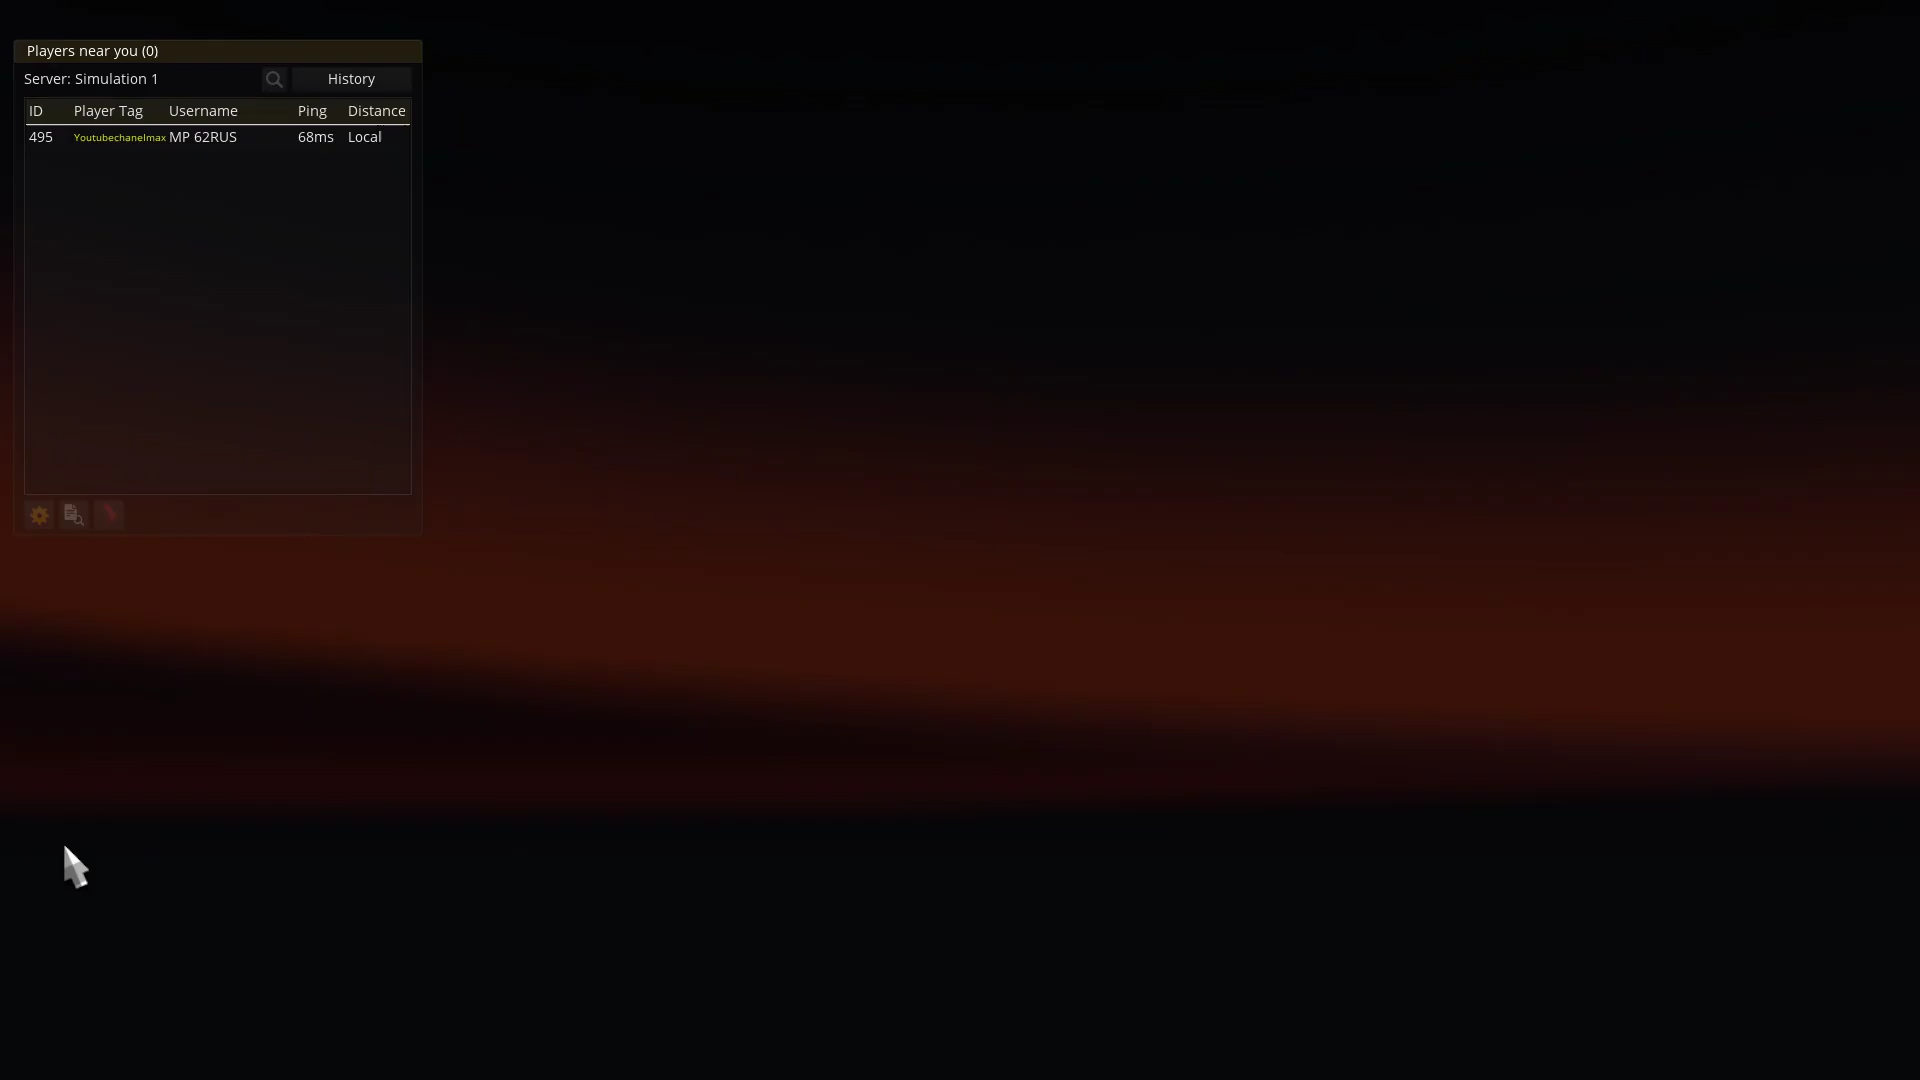 Players near you (0)
Server: Simulation 1
History
ID Player Tag Username Ping Distance
495 Youtubechanelmax MP 62RUS 68ms Local